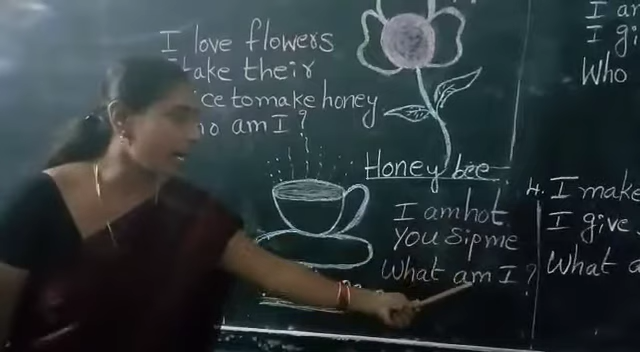 I love flowers
I take their
to make honey
am I?
Honey bee
I am hot
You Sip me
What am I?
I
I gi
Who
4. I make
I give
What